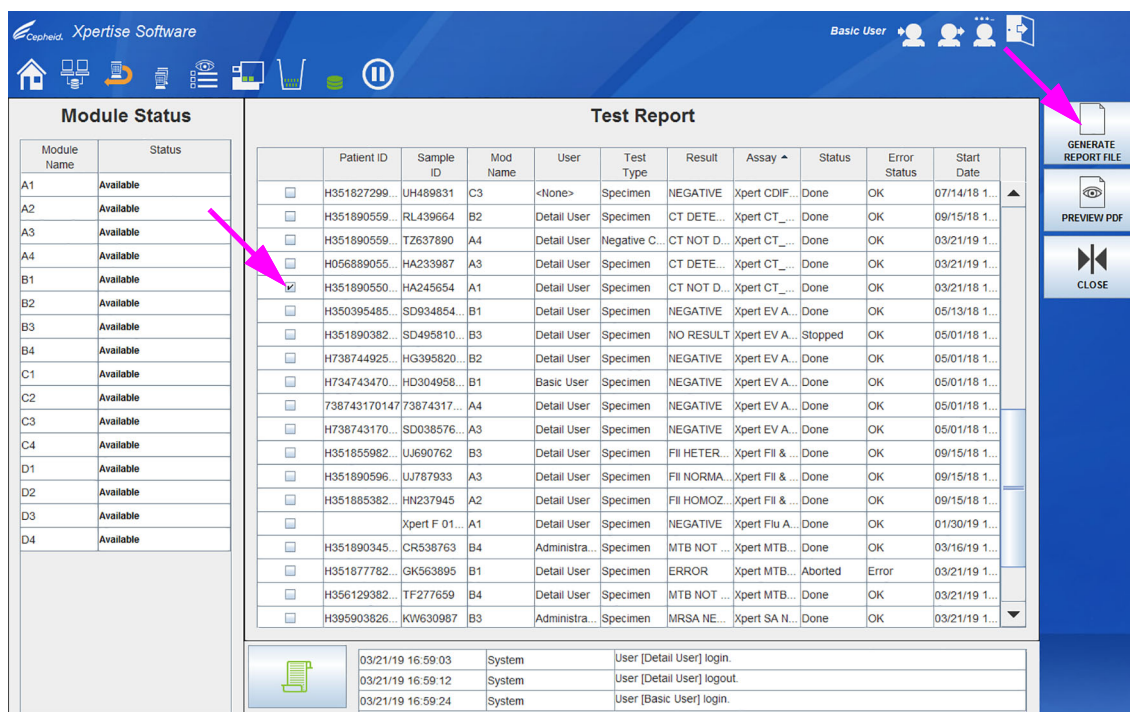 Cepheid. Xpertise Software
Basic User
Module Status
Module Name Status
A1 Available
A2 Available
A3 Available
A4 Available
B1 Available
B2 Available
B3 Available
B4 Available
C1 Available
C2 Available
C3 Available
C4 Available
D1 Available
D2 Available
D3 Available
D4 Available
Test Report
Patient ID Sample ID Mod Name User Test Type Result Assay Status Error Status Start Date
H351827299... UH489831 C3 <None> Specimen NEGATIVE Xpert CDIF... Done OK 07/14/18 1...
H351890559... RL439664 B2 Detail User Specimen CT DETE... Xpert CT_... Done OK 09/15/18 1...
H351890559... TZ637890 A4 Detail User Negative C... CT NOT D... Xpert CT_... Done OK 03/21/19 1...
H056889055... HA233987 A3 Detail User Specimen CT DETE... Xpert CT_... Done OK 03/21/19 1...
H351890550... HA245654 A1 Detail User Specimen CT NOT D... Xpert CT_... Done OK 03/21/18 1...
H350395485... SD934854... B1 Detail User Specimen NEGATIVE Xpert EV A... Done OK 05/13/18 1...
H351890382... SD495810... B3 Detail User Specimen NO RESULT Xpert EV A... Stopped OK 05/01/18 1...
H738744925... HG395820... B2 Detail User Specimen NEGATIVE Xpert EV A... Done OK 05/01/18 1...
H734743470... HD304958... B1 Basic User Specimen NEGATIVE Xpert EV A... Done OK 05/01/18 1...
738743170147 73874317... A4 Detail User Specimen NEGATIVE Xpert EV A... Done OK 05/01/18 1...
H738743170... SD038576... A3 Detail User Specimen NEGATIVE Xpert EV A... Done OK 05/01/18 1...
H351855982... UJ690762 B3 Detail User Specimen FII HETER... Xpert FII & ... Done OK 09/15/18 1...
H351890596... UJ787933 A3 Detail User Specimen FII NORMA... Xpert FII & ... Done OK 09/15/18 1...
H351885382... HN237945 A2 Detail User Specimen FII HOMOZ... Xpert FII & ... Done OK 09/15/18 1...
Xpert F 01... A1 Detail User Specimen NEGATIVE Xpert Flu A... Done OK 01/30/19 1...
H351890345... CR538763 B4 Administra... Specimen MTB NOT ... Xpert MTB... Done OK 03/16/19 1...
H351877782... GK563895 B1 Detail User Specimen ERROR Xpert MTB... Aborted Error 03/21/19 1...
H356129382... TF277659 B4 Detail User Specimen MTB NOT ... Xpert MTB... Done OK 03/21/19 1...
H395903826... KW630987 B3 Administra... Specimen MRSA NE... Xpert SA N... Done OK 03/21/19 1...
GENERATE
REPORT FILE
PREVIEW PDF
CLOSE
03/21/19 16:59:03 System User [Detail User] login.
03/21/19 16:59:12 System User [Detail User] logout.
03/21/19 16:59:24 System User [Basic User] login.